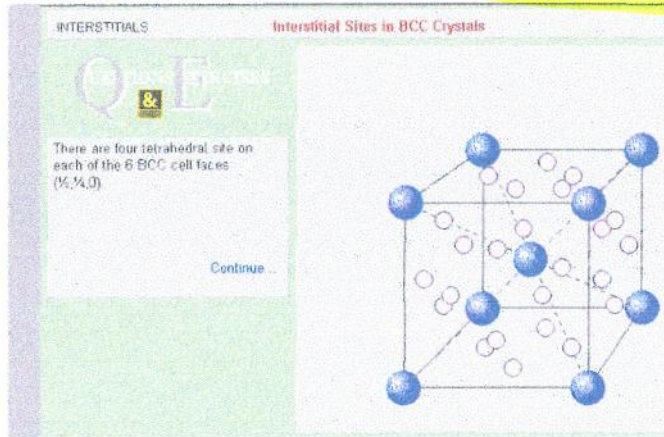 INTERSTITIALS
Interstitial Sites in BCC Crystals
Q & E
There are four tetrahedral site on
each of the 6 BCC cell faces
(½,¼,0)
Continue...